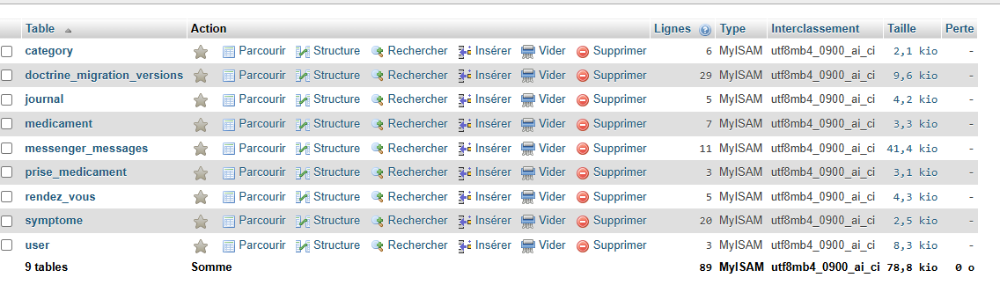 Table Action Lignes Type Interclassement Taille Perte
category Parcourir Structure Rechercher Insérer Vider Supprimer 6 MyISAM utf8mb4_0900_ai_ci 2,1 kio -
doctrine_migration_versions Parcourir Structure Rechercher Insérer Vider Supprimer 29 MyISAM utf8mb4_0900_ai_ci 9,6 kio -
journal Parcourir Structure Rechercher Insérer Vider Supprimer 5 MyISAM utf8mb4_0900_ai_ci 4,2 kio -
medicament Parcourir Structure Rechercher Insérer Vider Supprimer 7 MyISAM utf8mb4_0900_ai_ci 3,3 kio -
messenger_messages Parcourir Structure Rechercher Insérer Vider Supprimer 11 MyISAM utf8mb4_0900_ai_ci 41,4 kio -
prise_medicament Parcourir Structure Rechercher Insérer Vider Supprimer 3 MyISAM utf8mb4_0900_ai_ci 3,1 kio -
rendez_vous Parcourir Structure Rechercher Insérer Vider Supprimer 5 MyISAM utf8mb4_0900_ai_ci 4,3 kio -
symptome Parcourir Structure Rechercher Insérer Vider Supprimer 20 MyISAM utf8mb4_0900_ai_ci 2,5 kio -
user Parcourir Structure Rechercher Insérer Vider Supprimer 3 MyISAM utf8mb4_0900_ai_ci 8,3 kio -
9 tables Somme 89 MyISAM utf8mb4_0900_ai_ci 78,8 kio 0 o